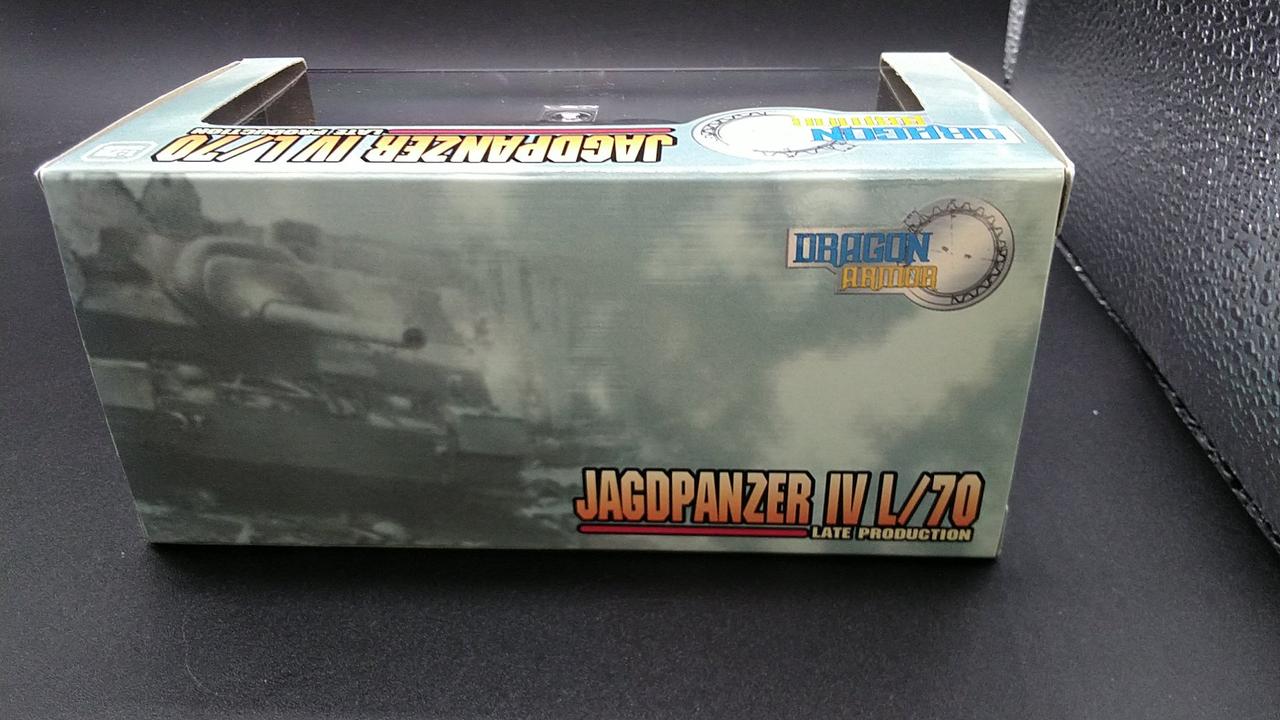 JAGDPANZER IV L/70
LATE PRODUCTION
DRAGON
ARMOR
DRAGON
ARMOR
JAGDPANZER IV L/70
LATE PRODUCTION